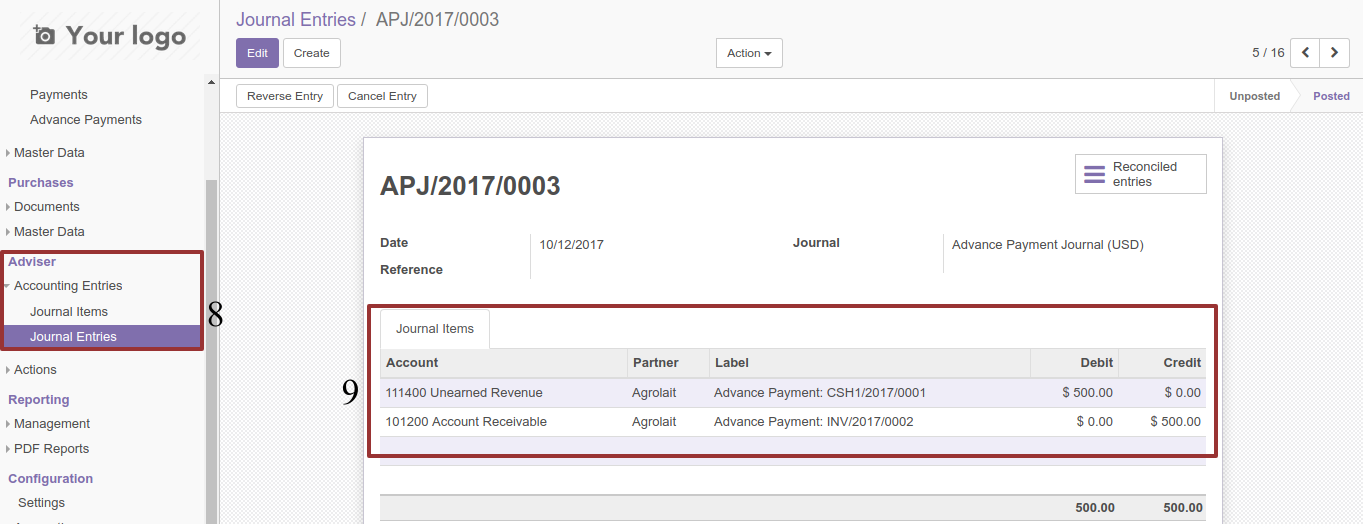 Your logo
Payments
Advance Payments
Master Data
Purchases
Documents
Master Data
Adviser
Accounting Entries
Journal Items
Journal Entries
8
Actions
Reporting
Management
PDF Reports
Configuration
Settings
Journal Entries / APJ/2017/0003
Edit Create Action 5 / 16
Reverse Entry Cancel Entry Unposted Posted
Reconciled
entries
APJ/2017/0003
Date 10/12/2017 Journal Advance Payment Journal (USD)
Reference
9
Journal Items
Account Partner Label Debit Credit
111400 Unearned Revenue Agrolait Advance Payment: CSH1/2017/0001 $ 500.00 $ 0.00
101200 Account Receivable Agrolait Advance Payment: INV/2017/0002 $ 0.00 $ 500.00
500.00 500.00